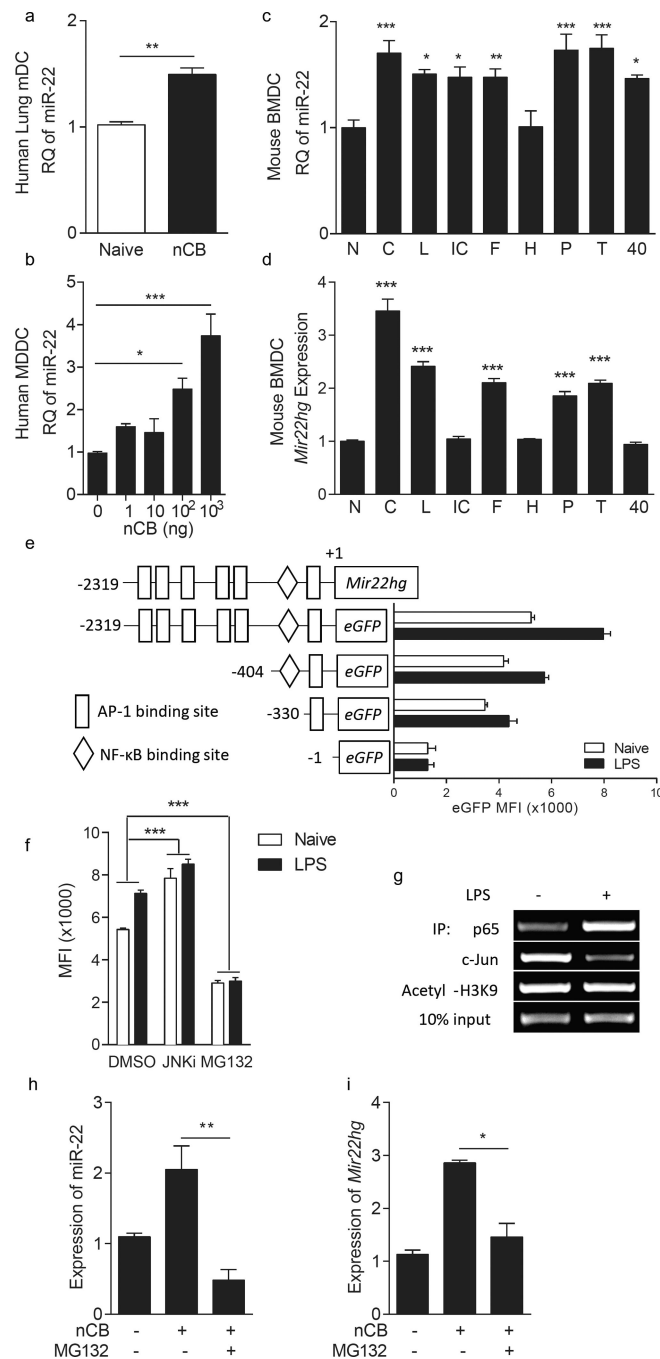 a
Human Lung mDC
RQ of miR-22
2
1
0
**
Naive nCB
b
Human MDDC
RQ of miR-22
5
4
3
2
1
0
***
*
0 1 10 10² 10³
nCB (ng)
c
Mouse BMDC
RQ of miR-22
2
1
0
*** * * ** *** *** *
N C L IC F H P T 40
d
Mouse BMDC
Mir22hg Expression
4
3
2
1
0
*** *** *** *** ***
N C L IC F H P T 40
e
+1
-2319 Mir22hg
-2319 eGFP
-404 eGFP
-330 eGFP
-1 eGFP
AP-1 binding site
NF-κB binding site
Naive
LPS
0 2 4 6 8 10
eGFP MFI (x1000)
f
MFI (x1000)
10
8
6
4
2
0
***
***
Naive
LPS
DMSO JNKi MG132
g
LPS - +
IP: p65
c-Jun
Acetyl -H3K9
10% input
h
Expression of miR-22
3
2
1
0
**
nCB - + +
MG132 - - +
i
Expression of Mir22hg
4
3
2
1
0
*
- + +
- - +